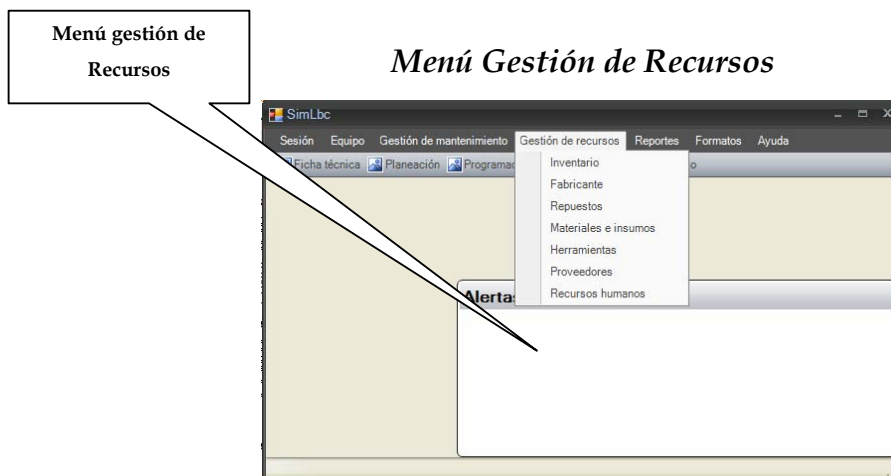 Menú gestión de
Recursos
Menú Gestión de Recursos
SimLbc
Sesión Equipo Gestión de mantenimiento Gestión de recursos Reportes Formatos Ayuda
Ficha técnica Planeación
Inventario
Fabricante
Repuestos
Materiales e insumos
Herramientas
Proveedores
Recursos humanos